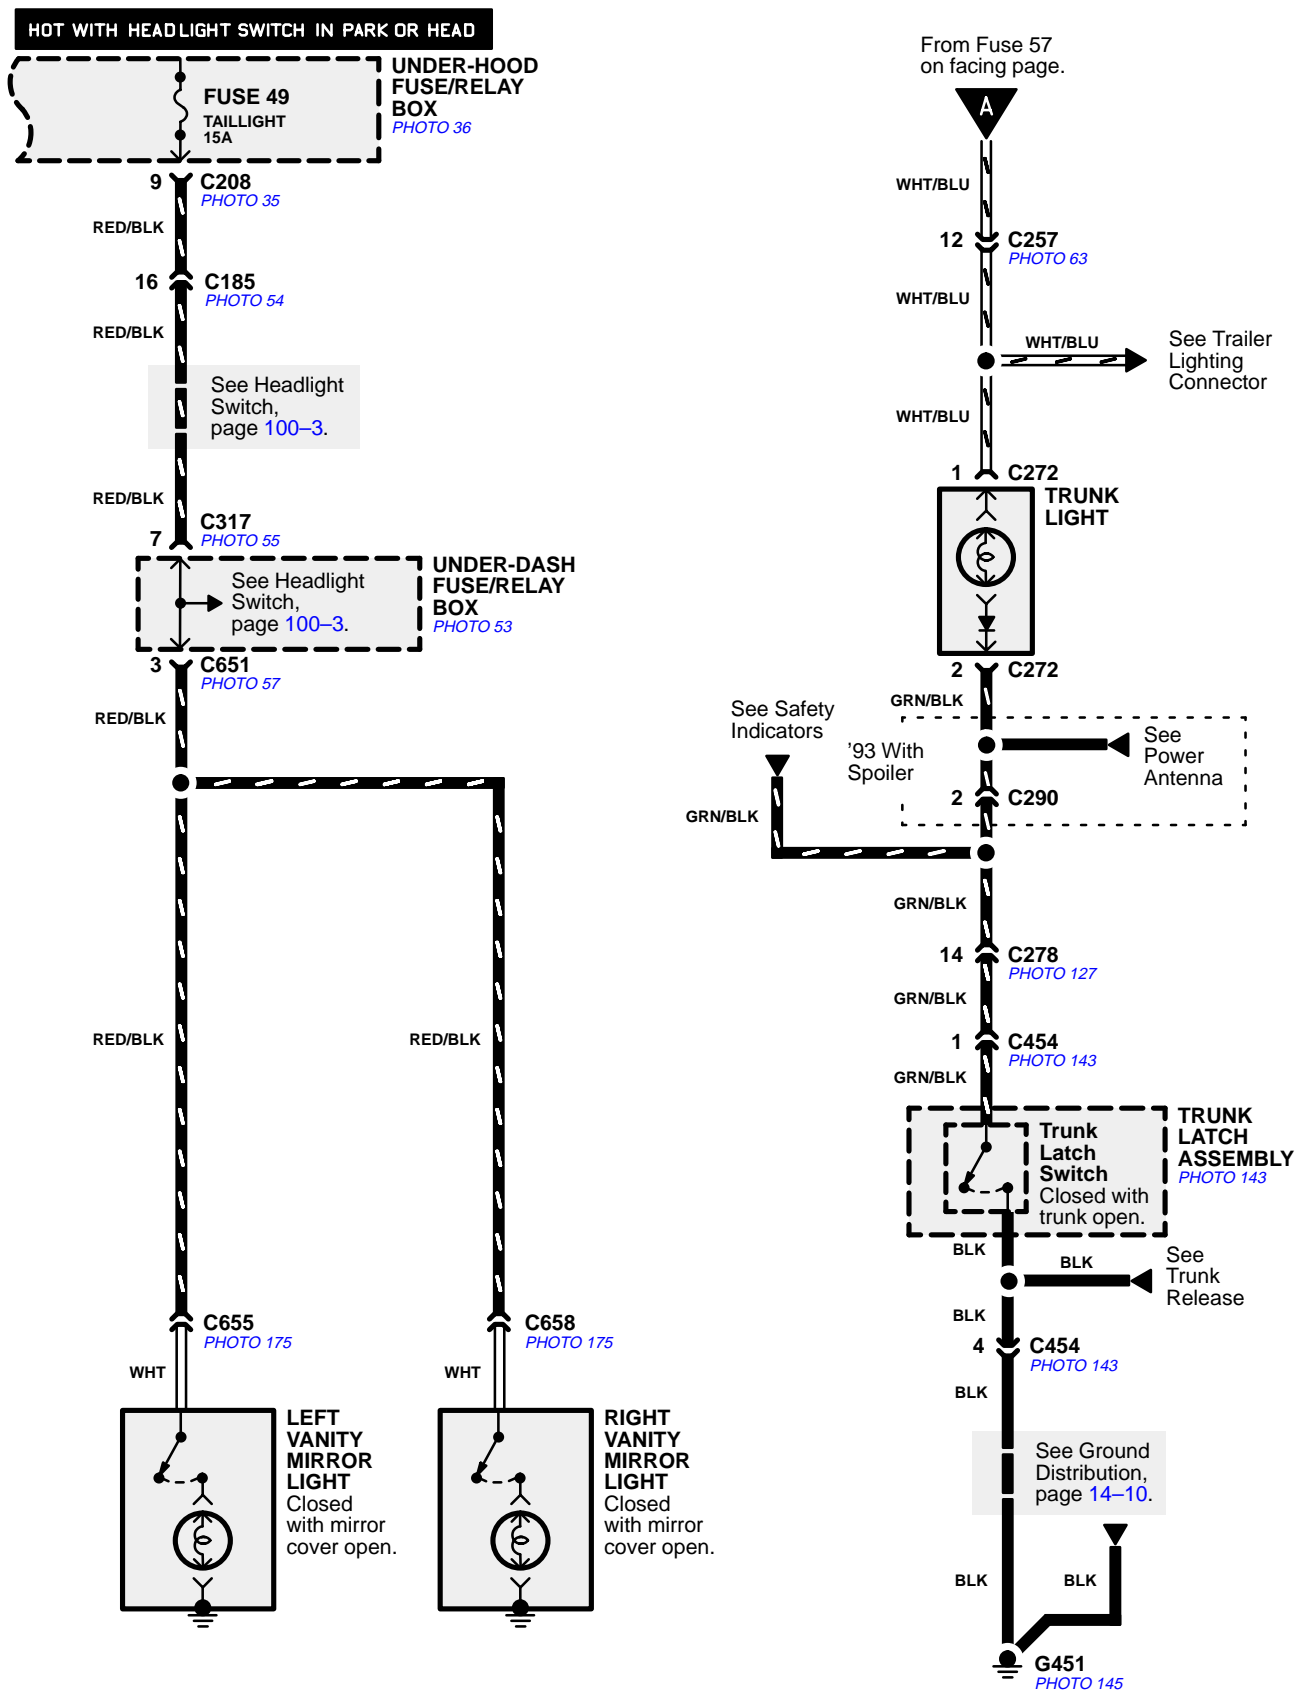 HOT WITH HEADLIGHT SWITCH IN PARK OR HEAD
FUSE 49
TAILLIGHT
15A
UNDER-HOOD
FUSE/RELAY
BOX
PHOTO 36
9 C208
PHOTO 35
RED/BLK
16 C185
PHOTO 54
RED/BLK
See Headlight
Switch,
page 100–3.
RED/BLK
C317
7 PHOTO 55
See Headlight
Switch,
page 100–3.
UNDER-DASH
FUSE/RELAY
BOX
PHOTO 53
3 C651
PHOTO 57
RED/BLK
RED/BLK
RED/BLK
C655
PHOTO 175
C658
PHOTO 175
WHT
WHT
LEFT
VANITY
MIRROR
LIGHT
Closed
with mirror
cover open.
RIGHT
VANITY
MIRROR
LIGHT
Closed
with mirror
cover open.
From Fuse 57
on facing page.
A
WHT/BLU
12 C257
PHOTO 63
WHT/BLU
WHT/BLU
See Trailer
Lighting
Connector
WHT/BLU
1 C272
TRUNK
LIGHT
2 C272
GRN/BLK
See Safety
Indicators
'93 With
Spoiler
See
Power
Antenna
2 C290
GRN/BLK
GRN/BLK
14 C278
PHOTO 127
GRN/BLK
1 C454
PHOTO 143
GRN/BLK
Trunk
Latch
Switch
Closed with
trunk open.
TRUNK
LATCH
ASSEMBLY
PHOTO 143
BLK
BLK
See
Trunk
Release
BLK
4 C454
PHOTO 143
BLK
See Ground
Distribution,
page 14–10.
BLK
BLK
G451
PHOTO 145